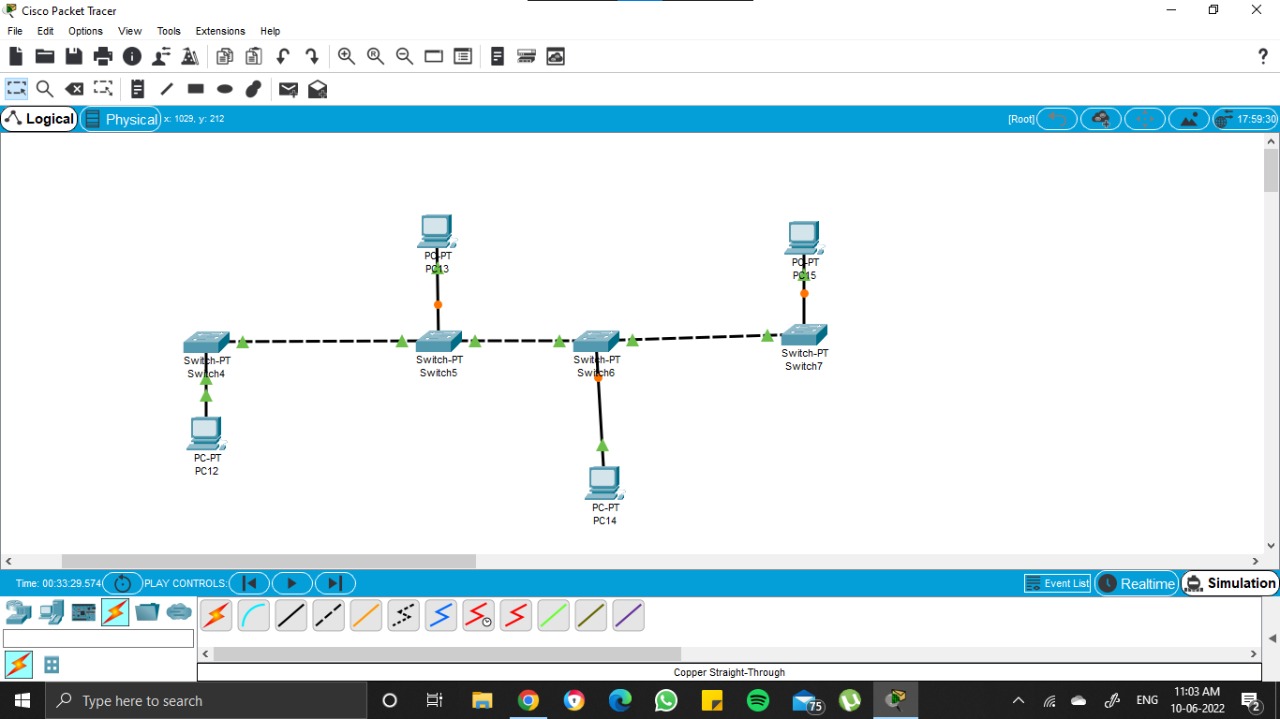 Cisco Packet Tracer
File Edit Options View Tools Extensions Help
?
Logical Physical x: 1029, y: 212 [Root] 17:59:30
PC-PT
PC13
PC-PT
PC15
Switch-PT
Switch4
Switch-PT
Switch5
Switch-PT
Switch6
Switch-PT
Switch7
PC-PT
PC12
PC-PT
PC14
Time: 00:33:29.574 PLAY CONTROLS: Event List Realtime Simulation
Copper Straight-Through
Type here to search
75
ENG
11:03 AM
10-06-2022
2